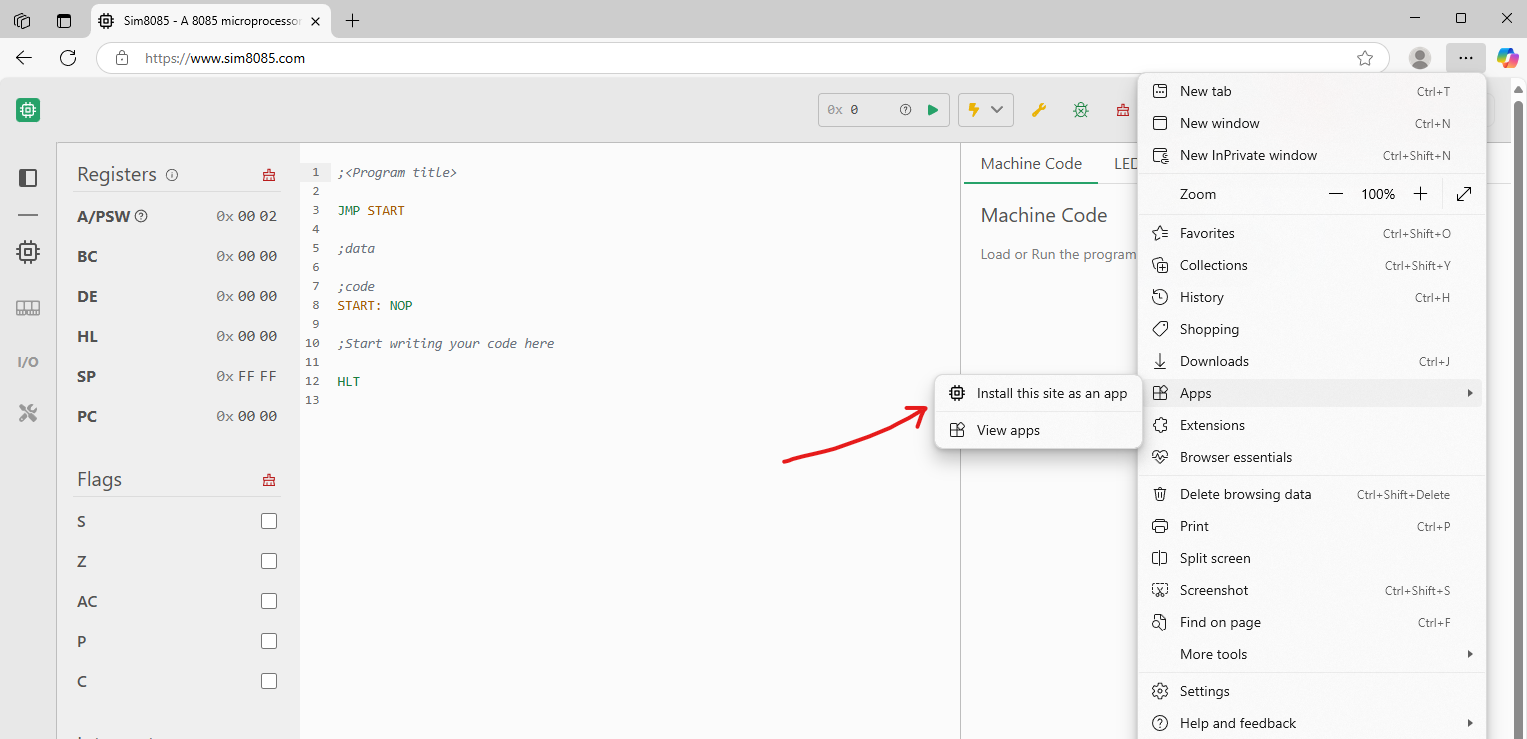 Sim8085 - A 8085 microprocessor
https://www.sim8085.com
0x 0
Registers
A/PSW 0x 00 02
BC 0x 00 00
DE 0x 00 00
HL 0x 00 00
SP 0x FF FF
PC 0x 00 00
Flags
S
Z
AC
P
C
1 ;<Program title>
2
3 JMP START
4
5 ;data
6
7 ;code
8 START: NOP
9
10 ;Start writing your code here
11
12 HLT
13
Machine Code LED
Machine Code
Load or Run the program
Install this site as an app
View apps
New tab Ctrl+T
New window Ctrl+N
New InPrivate window Ctrl+Shift+N
Zoom 100%
Favorites Ctrl+Shift+O
Collections Ctrl+Shift+Y
History Ctrl+H
Shopping
Downloads Ctrl+J
Apps
Extensions
Browser essentials
Delete browsing data Ctrl+Shift+Delete
Print Ctrl+P
Split screen
Screenshot Ctrl+Shift+S
Find on page Ctrl+F
More tools
Settings
Help and feedback
I/O